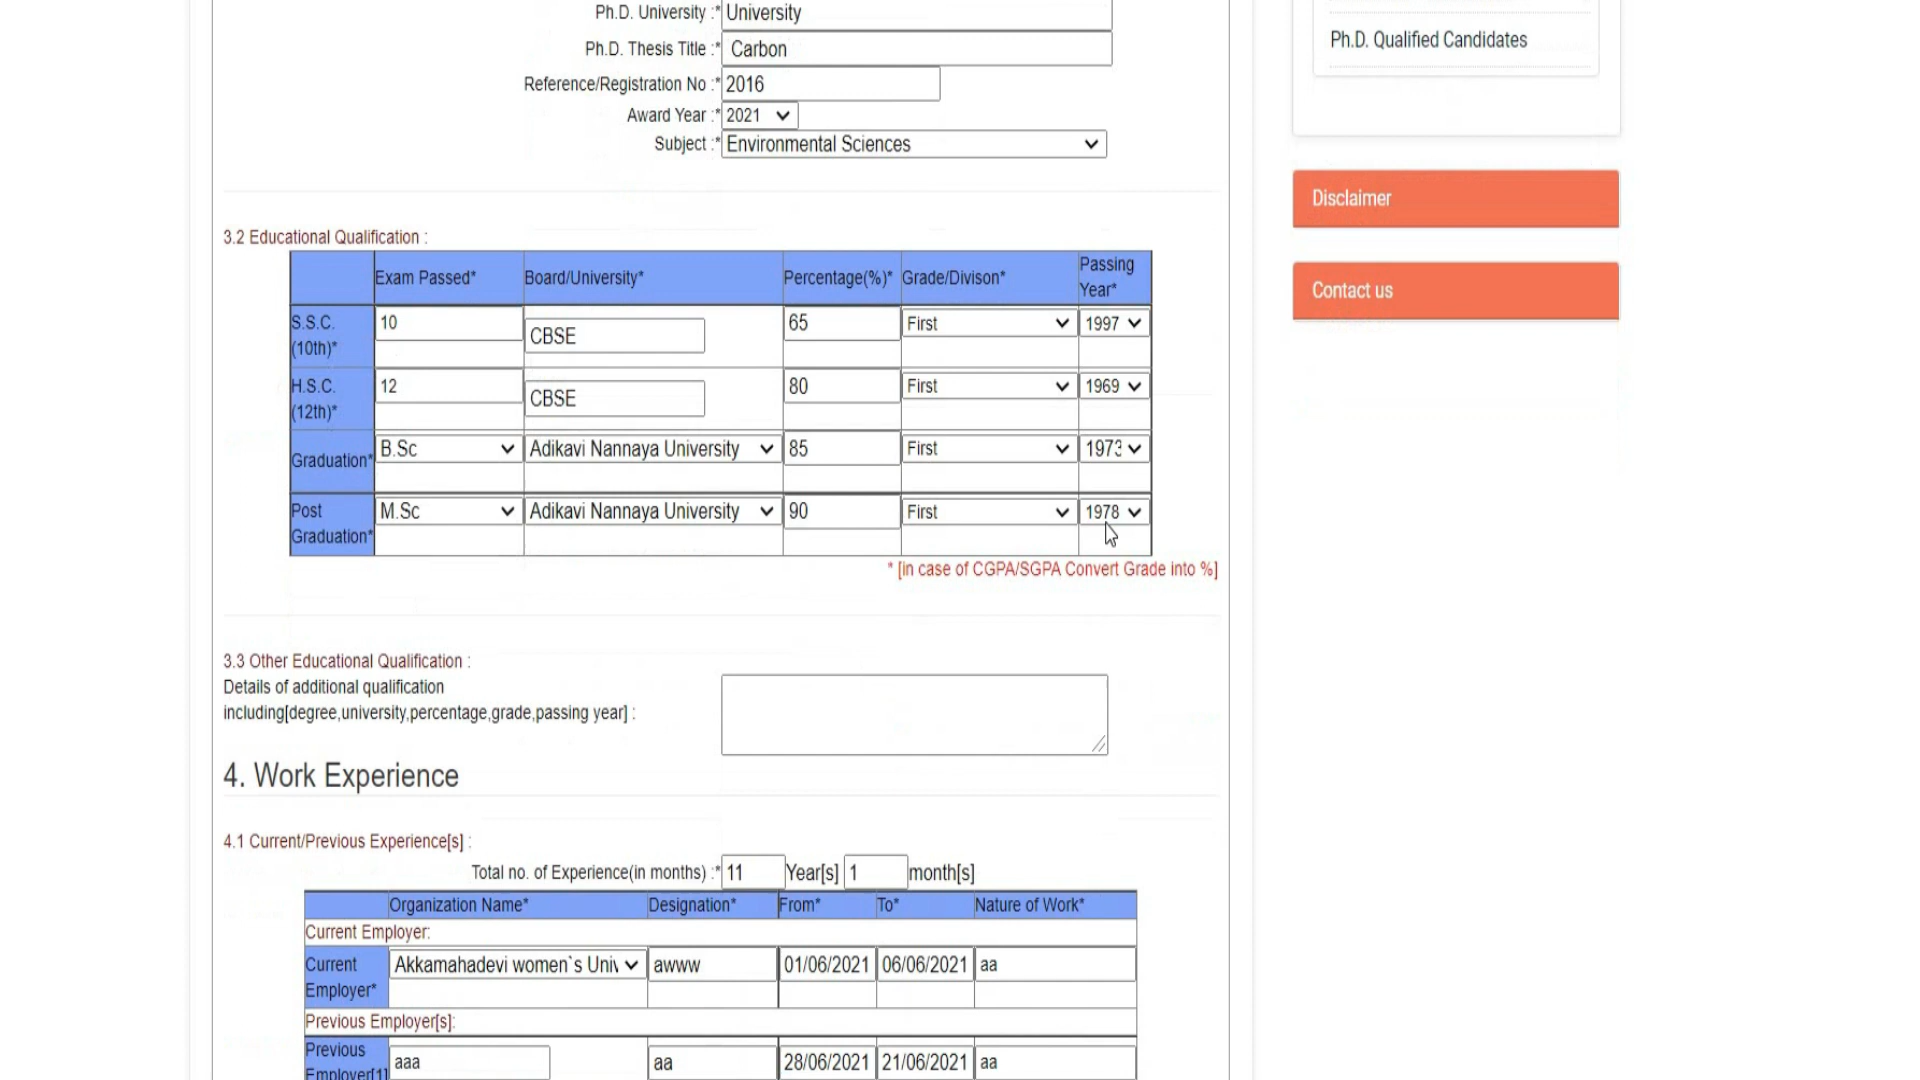 Ph.D. University :* University
Ph.D. Thesis Title :* Carbon
Reference/Registration No :* 2016
Award Year :* 2021
Subject :* Environmental Sciences
3.2 Educational Qualification :
Exam Passed* Board/University* Percentage(%)* Grade/Divison* Passing Year*
S.S.C. (10th)* 10 CBSE 65 First 1997
H.S.C. (12th)* 12 CBSE 80 First 1969
Graduation* B.Sc Adikavi Nannaya University 85 First 1973
Post Graduation* M.Sc Adikavi Nannaya University 90 First 1978
* [in case of CGPA/SGPA Convert Grade into %]
3.3 Other Educational Qualification :
Details of additional qualification
including[degree,university,percentage,grade,passing year] :
4. Work Experience
4.1 Current/Previous Experience[s] :
Total no. of Experience(in months) :* 11 Year[s] 1 month[s]
Organization Name* Designation* From* To* Nature of Work*
Current Employer:
Current Employer* Akkamahadevi women`s Univ awww 01/06/2021 06/06/2021 aa
Previous Employer[s]:
Previous Employer[1] aaa aa 28/06/2021 21/06/2021 aa
Ph.D. Qualified Candidates
Disclaimer
Contact us